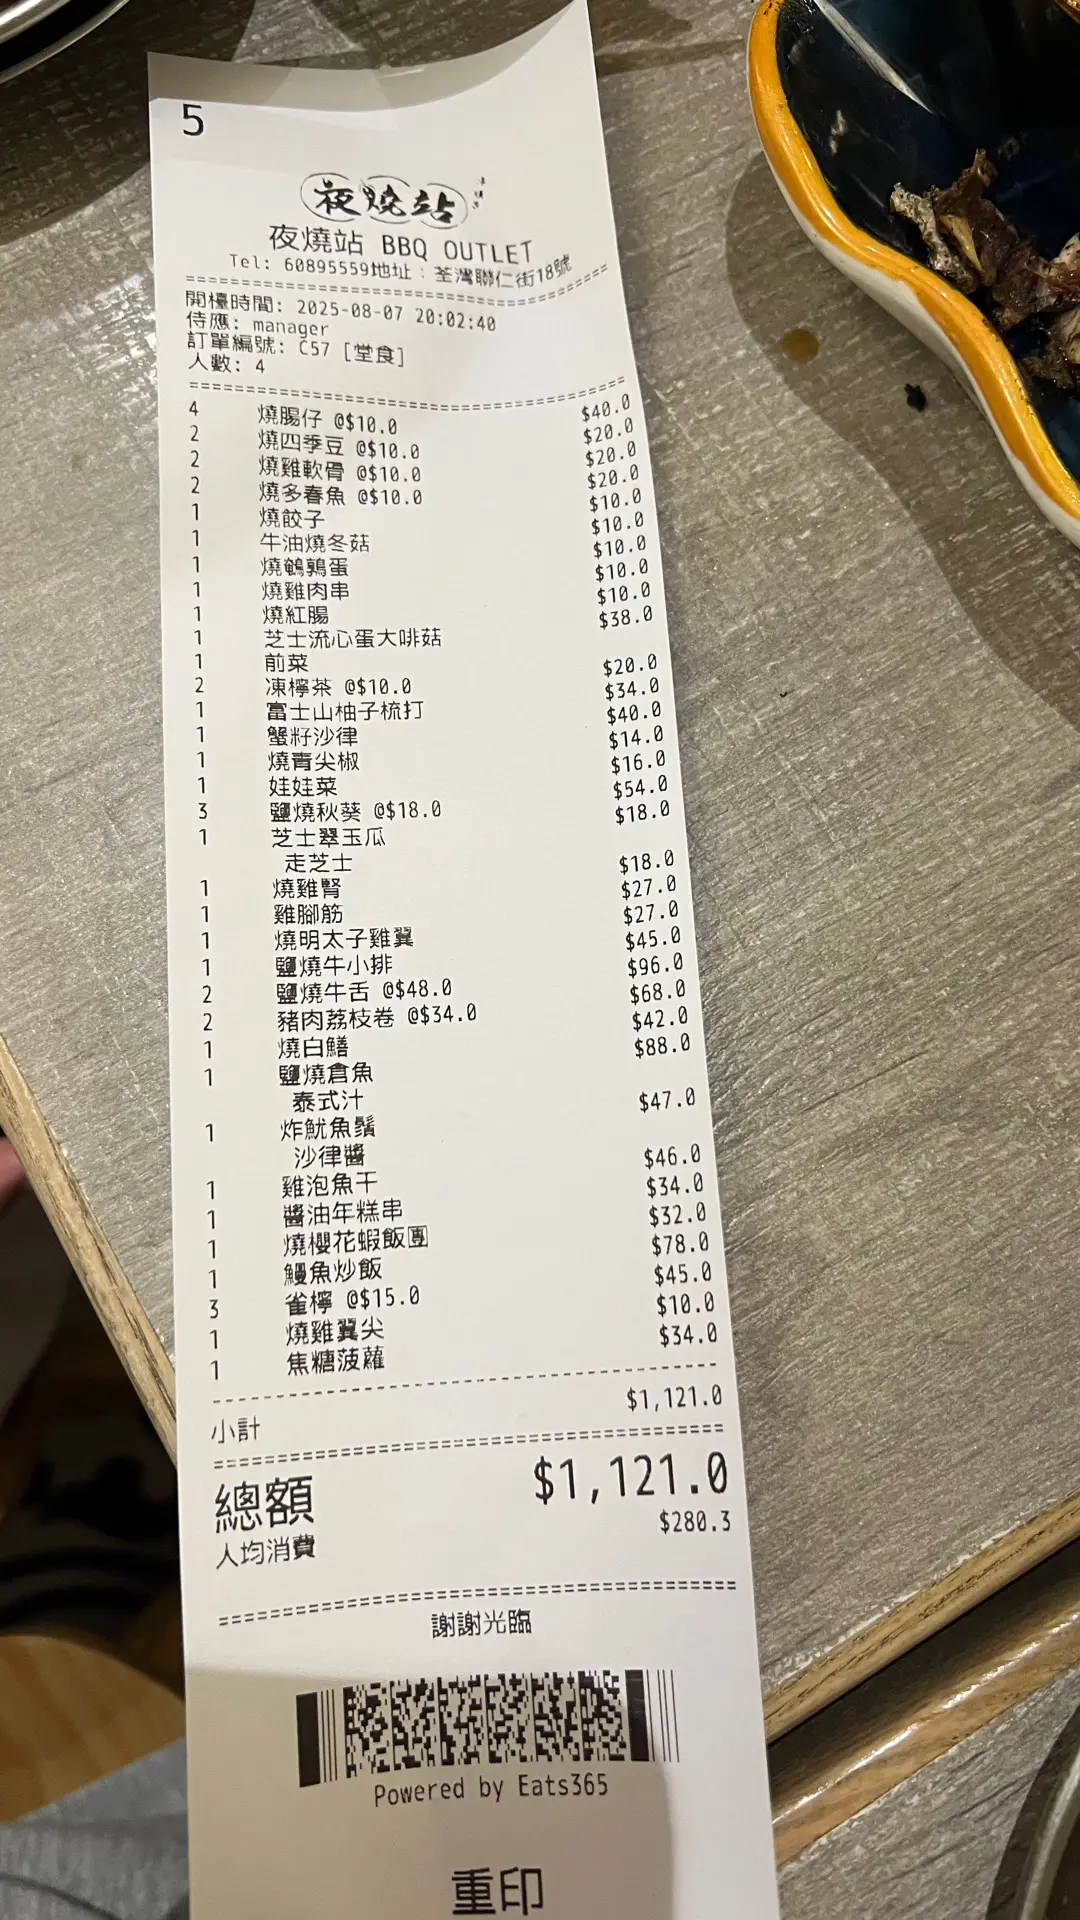 5
夜燒站
夜燒站 BBQ OUTLET
Tel: 60895559地址：荃灣聯仁街18號
開檯時間: 2025-08-07 20:02:40
侍應: manager
訂單編號: C57 [堂食]
人數: 4
4 燒腸仔 @$10.0 $40.0
2 燒四季豆 @$10.0 $20.0
2 燒雞軟骨 @$10.0 $20.0
2 燒多春魚 @$10.0 $20.0
1 燒餃子 $10.0
1 牛油燒冬菇 $10.0
1 燒鵪鶉蛋 $10.0
1 燒雞肉串 $10.0
1 燒紅腸 $10.0
1 芝士流心蛋大啡菇 $38.0
1 前菜
2 凍檸茶 @$10.0 $20.0
1 富士山柚子梳打 $34.0
1 蟹籽沙律 $40.0
1 燒青尖椒 $14.0
1 娃娃菜 $16.0
3 鹽燒秋葵 @$18.0 $54.0
1 芝士翠玉瓜 $18.0
走芝士
1 燒雞腎 $18.0
1 雞腳筋 $27.0
1 燒明太子雞翼 $27.0
1 鹽燒牛小排 $45.0
2 鹽燒牛舌 @$48.0 $96.0
2 豬肉荔枝卷 @$34.0 $68.0
1 燒白鱔 $42.0
1 鹽燒倉魚 $88.0
泰式汁
1 炸魷魚鬚 $47.0
沙律醬
1 雞泡魚干 $46.0
1 醬油年糕串 $34.0
1 燒櫻花蝦飯團 $32.0
1 鰻魚炒飯 $78.0
3 雀檸 @$15.0 $45.0
1 燒雞翼尖 $10.0
1 焦糖菠蘿 $34.0
小計 $1,121.0
總額 $1,121.0
人均消費 $280.3
謝謝光臨
Powered by Eats365
重印